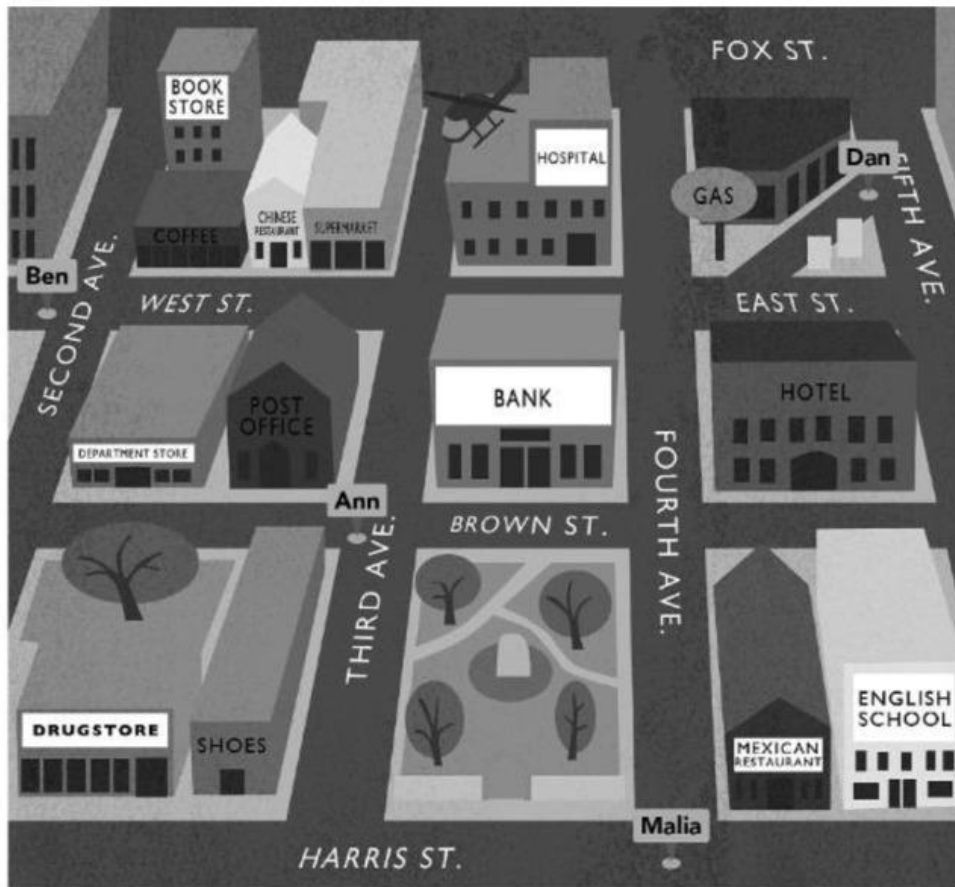 FOX ST.
BOOK
STORE
HOSPITAL
Dan
FIFTH AVE.
GAS
CHINESE
RESTAURANT
SUPERMARKET
COFFEE
Ben
WEST ST.
EAST ST.
SECOND AVE.
BANK
HOTEL
POST
OFFICE
DEPARTMENT STORE
Ann
BROWN ST.
THIRD AVE.
FOURTH AVE.
ENGLISH
SCHOOL
DRUGSTORE
SHOES
MEXICAN
RESTAURANT
Malia
HARRIS ST.